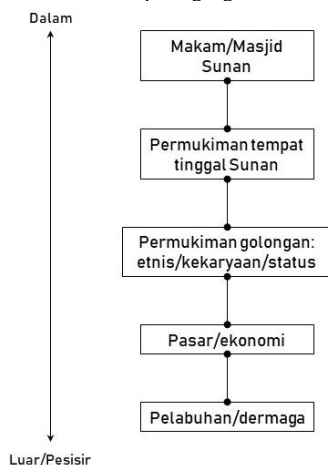 Dalam
Makam/Masjid
Sunan
Permukiman tempat
tinggal Sunan
Permukiman golongan:
etnis/kekaryaan/status
Pasar/ekonomi
Pelabuhan/dermaga
Luar/Pesisir